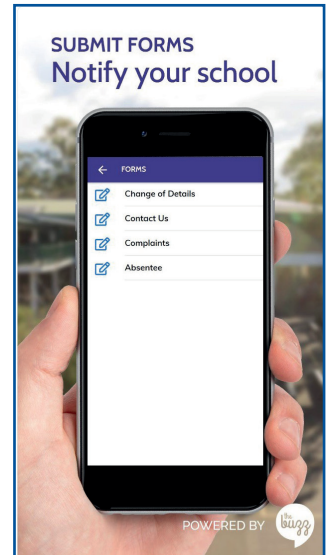 SUBMIT FORMS
Notify your school
FORMS
Change of Details
Contact Us
Complaints
Absentee
POWERED BY the buzz